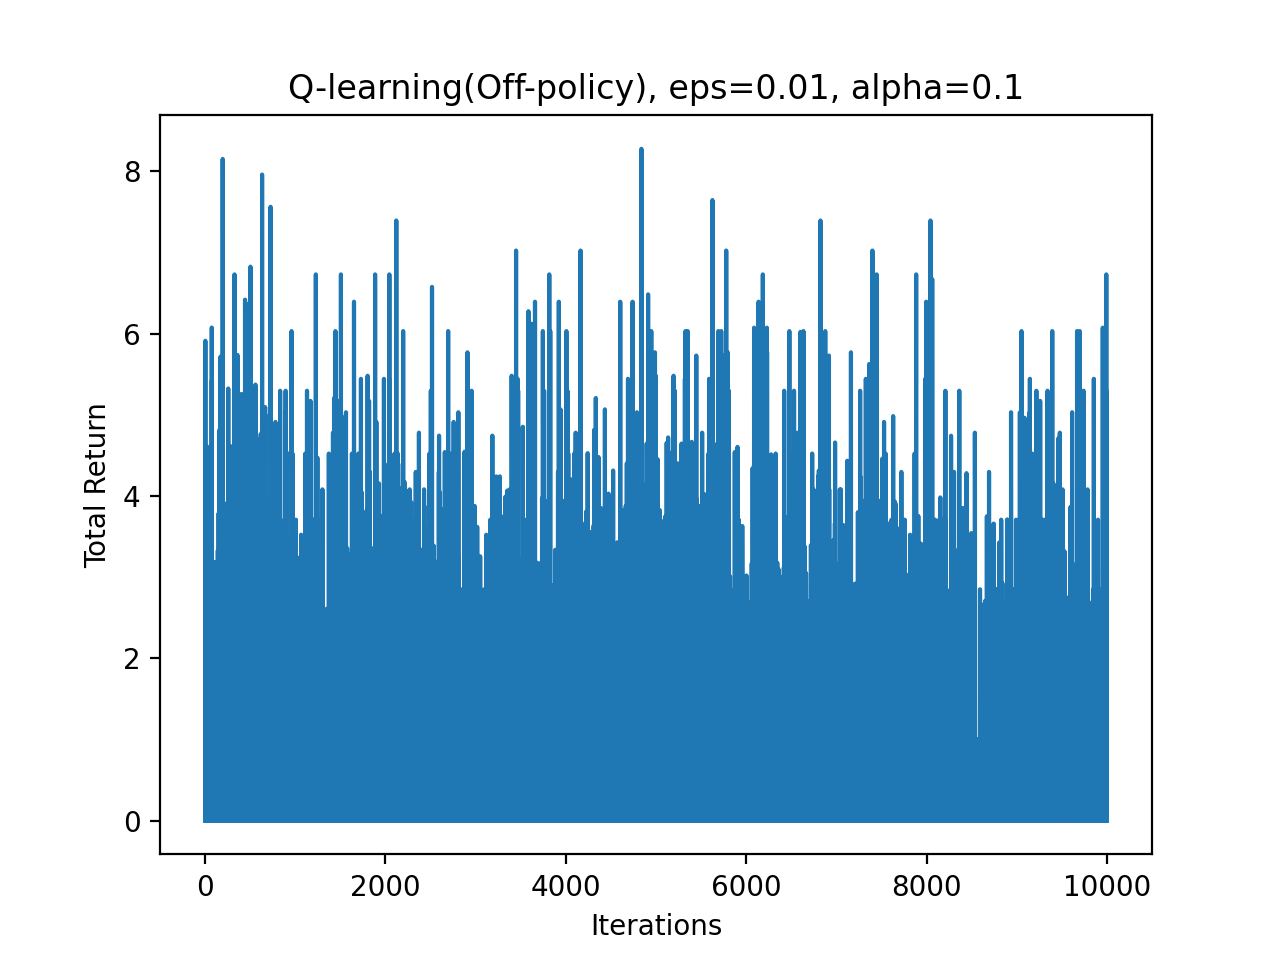 Q-learning(Off-policy), eps=0.01, alpha=0.1
Total Return
8
6
4
2
0
0 2000 4000 6000 8000 10000
Iterations